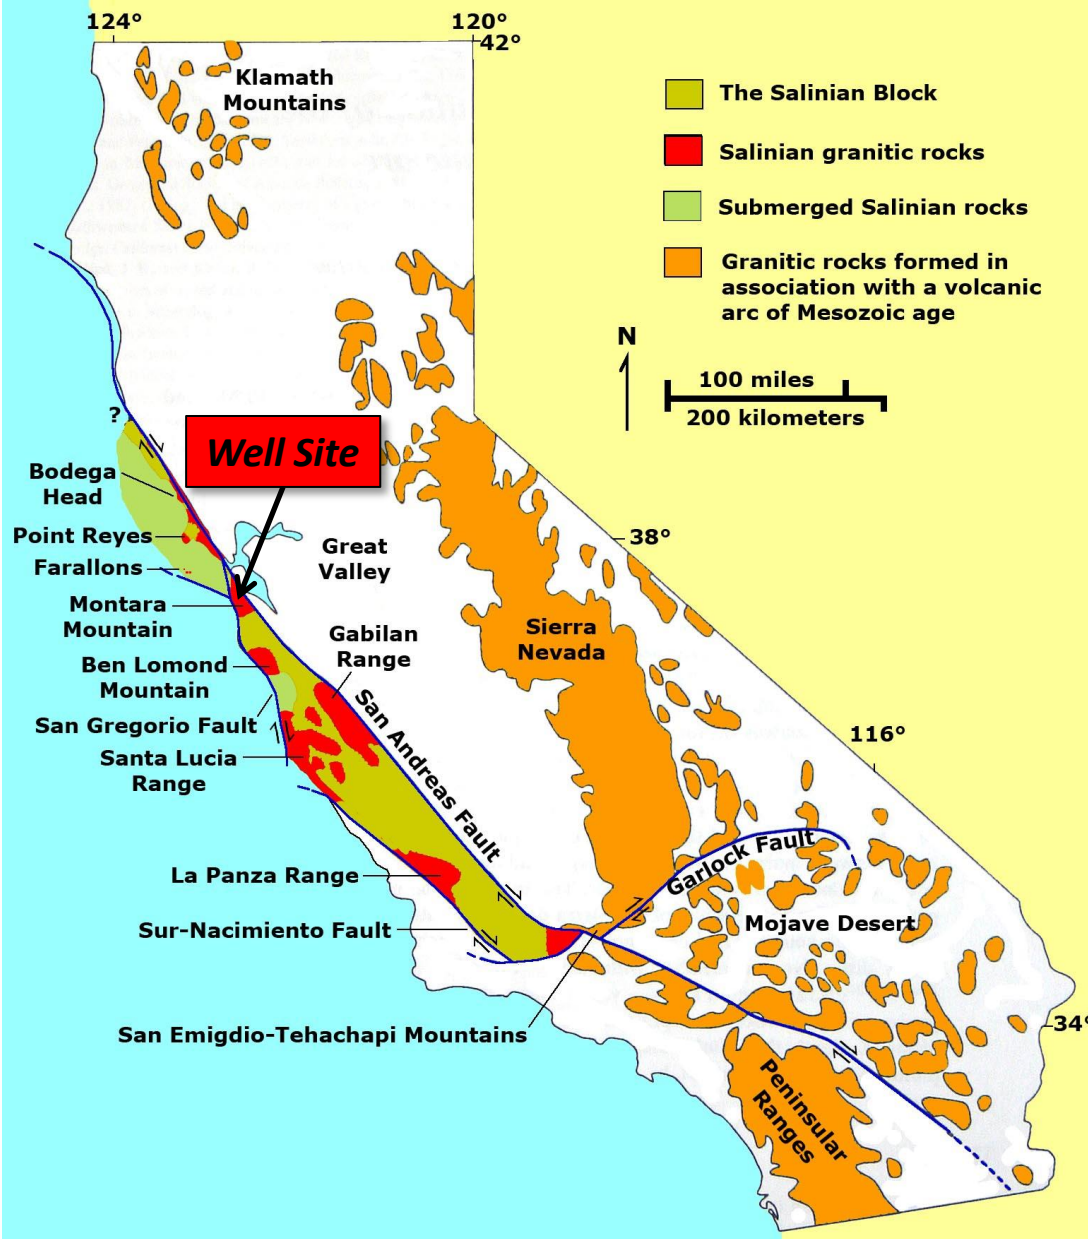 124°
120°
42°
Klamath
Mountains
The Salinian Block
Salinian granitic rocks
Submerged Salinian rocks
Granitic rocks formed in
association with a volcanic
arc of Mesozoic age
N
100 miles
200 kilometers
?
Well Site
Bodega
Head
Point Reyes
Farallons
Great
Valley
38°
Montara
Mountain
Gabilan
Range
Sierra
Nevada
Ben Lomond
Mountain
San Gregorio Fault
Santa Lucia
Range
San Andreas Fault
116°
La Panza Range
Garlock Fault
Sur-Nacimiento Fault
Mojave Desert
San Emigdio-Tehachapi Mountains
34°
Peninsular
Ranges